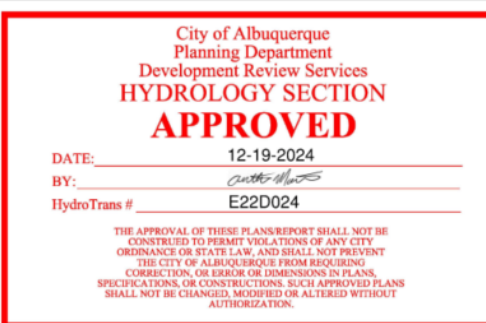 City of Albuquerque
Planning Department
Development Review Services
HYDROLOGY SECTION
APPROVED
DATE: 12-19-2024
BY:
HydroTrans # E22D024
THE APPROVAL OF THESE PLANS/REPORT SHALL NOT BE
CONSTRUED TO PERMIT VIOLATIONS OF ANY CITY
ORDINANCE OR STATE LAW, AND SHALL NOT PREVENT
THE CITY OF ALBUQUERQUE FROM REQUIRING
CORRECTION, OR ERROR OR DIMENSIONS IN PLANS,
SPECIFICATIONS, OR CONSTRUCTIONS. SUCH APPROVED PLANS
SHALL NOT BE CHANGED, MODIFIED OR ALTERED WITHOUT
AUTHORIZATION.